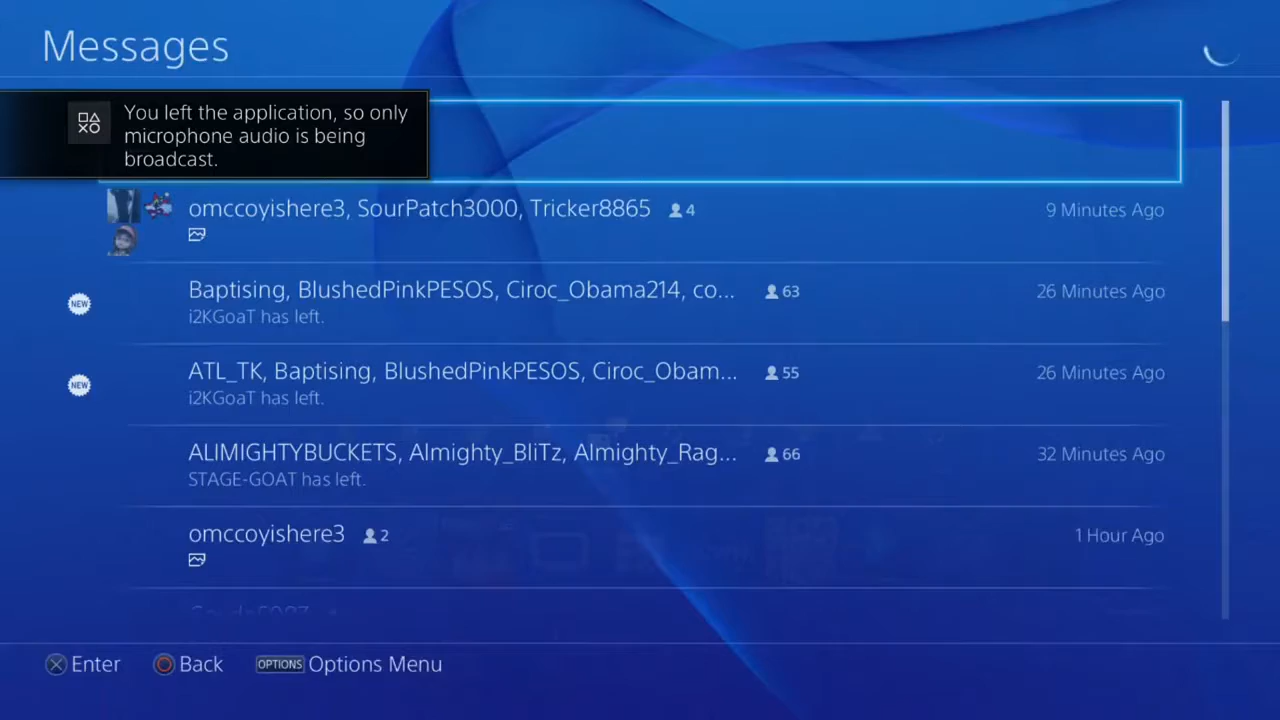 Messages
You left the application, so only
microphone audio is being
broadcast.
omccoyishere3, SourPatch3000, Tricker8865 4 9 Minutes Ago
NEW
Baptising, BlushedPinkPESOS, Ciroc_Obama214, co... 63 26 Minutes Ago
i2KGoaT has left.
NEW
ATL_TK, Baptising, BlushedPinkPESOS, Ciroc_Obam... 55 26 Minutes Ago
i2KGoaT has left.
ALIMIGHTYBUCKETS, Almighty_BliTz, Almighty_Rag... 66 32 Minutes Ago
STAGE-GOAT has left.
omccoyishere3 2 1 Hour Ago
Enter Back OPTIONS Options Menu